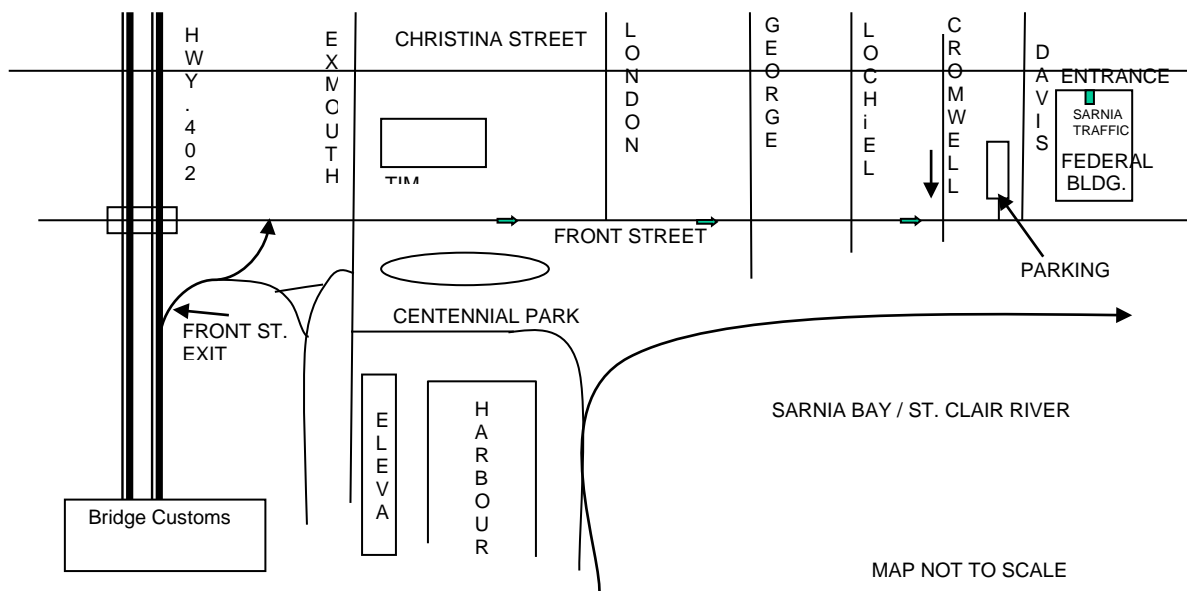 HWY.402
EXMOUTH
CHRISTINA STREET
LONDON
GEORGE
LOCHiEL
CROMWELL
DAVIS
ENTRANCE
SARNIA
TRAFFIC
FEDERAL
BLDG.
TIM
FRONT STREET
PARKING
CENTENNIAL PARK
FRONT ST.
EXIT
ELEVA
HARBOUR
SARNIA BAY / ST. CLAIR RIVER
Bridge Customs
MAP NOT TO SCALE